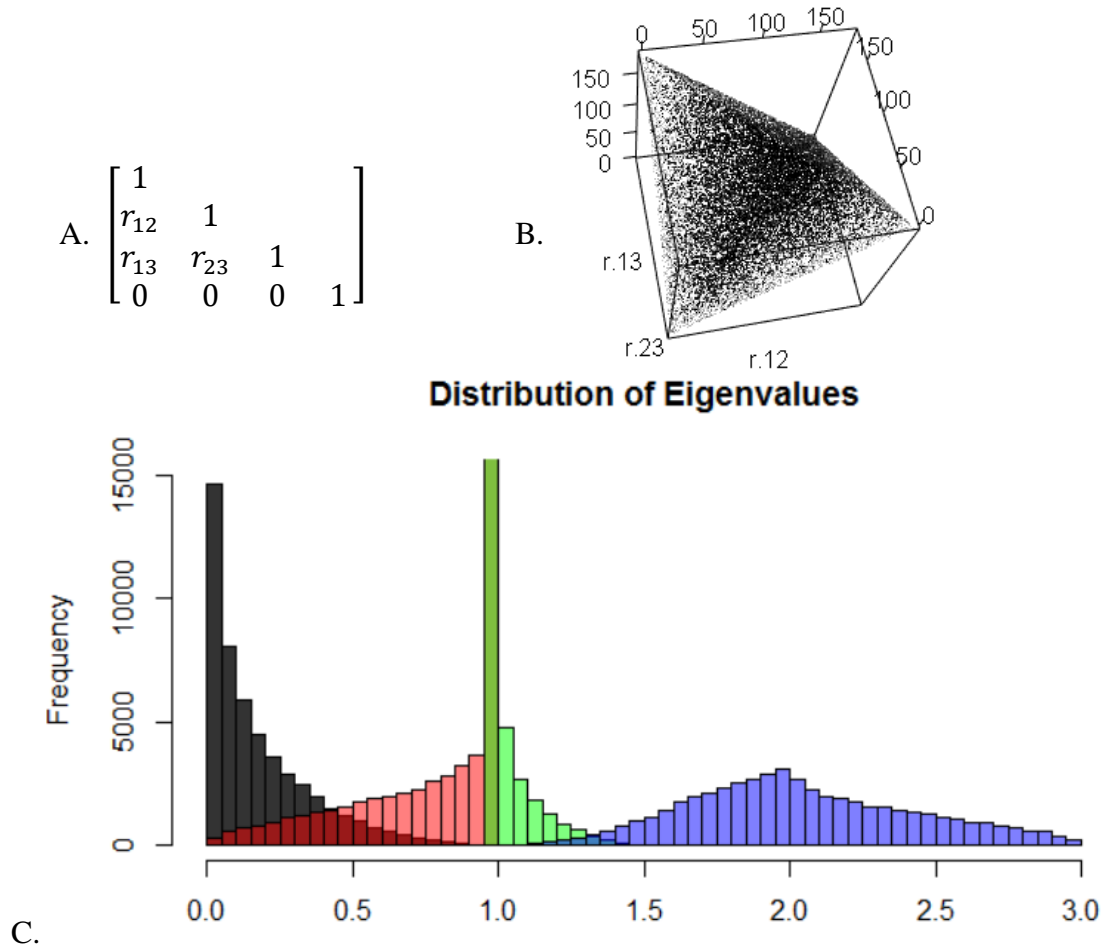 A.
1
r₁₂ 1
r₁₃ r₂₃ 1
0 0 0 1
B.
0 50 100 150
150
100
50
0
150
100
50
0
r.13
r.23
r.12
Distribution of Eigenvalues
Frequency
15000
10000
5000
0
0.0 0.5 1.0 1.5 2.0 2.5 3.0
C.